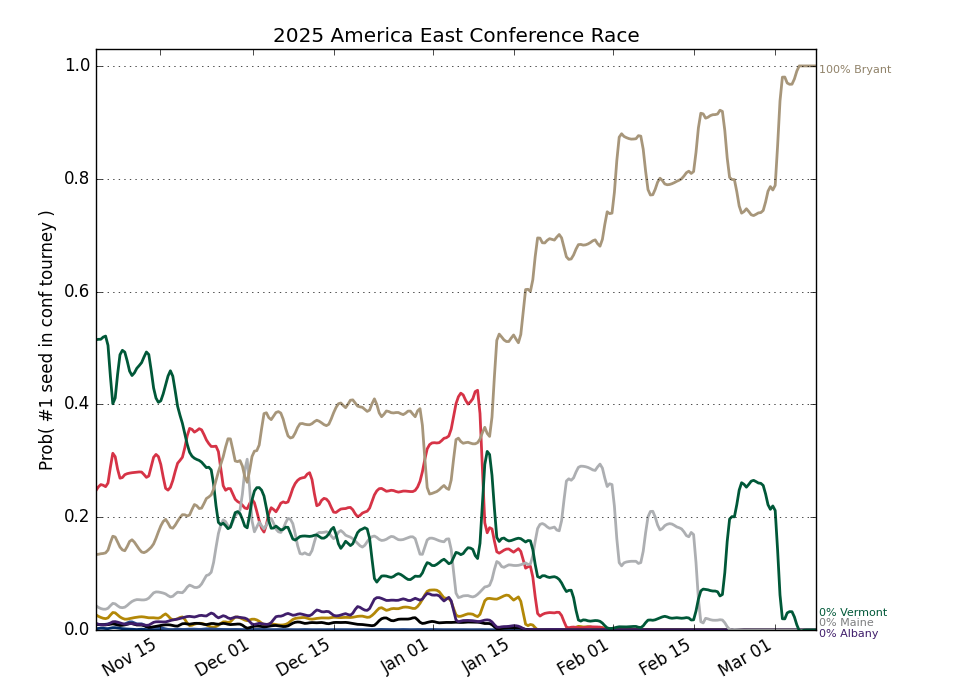 2025 America East Conference Race
Prob( #1 seed in conf tourney )
1.0
0.8
0.6
0.4
0.2
0.0
Nov 15
Dec 01
Dec 15
Jan 01
Jan 15
Feb 01
Feb 15
Mar 01
100% Bryant
0% Vermont
0% Maine
0% Albany